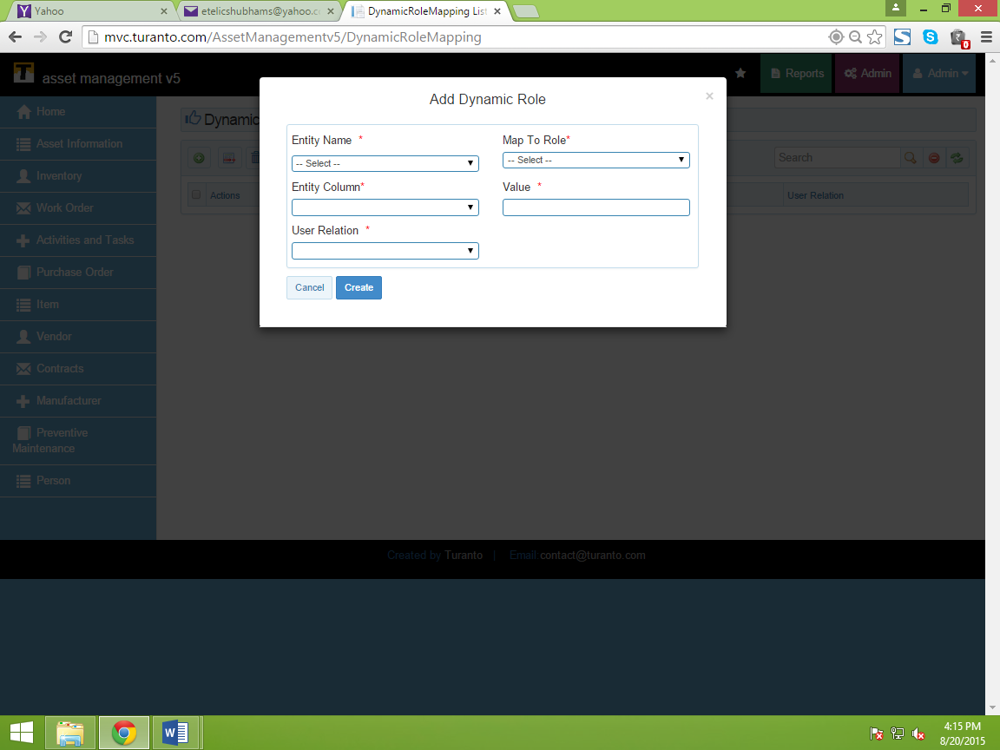 Yahoo
etelicshubhams@yahoo.c
DynamicRoleMapping List
mvc.turanto.com/AssetManagementv5/DynamicRoleMapping
0
T asset management v5
Reports
Admin
Admin
Home
Asset Information
Inventory
Work Order
Activities and Tasks
Purchase Order
Item
Vendor
Contracts
Manufacturer
Preventive
Maintenance
Person
Dynamic
Search
Actions
User Relation
Add Dynamic Role
×
Entity Name *
Map To Role*
-- Select --
-- Select --
Entity Column*
Value *
User Relation *
Cancel
Create
Created by Turanto | Email contact@turanto.com
4:15 PM
8/20/2015